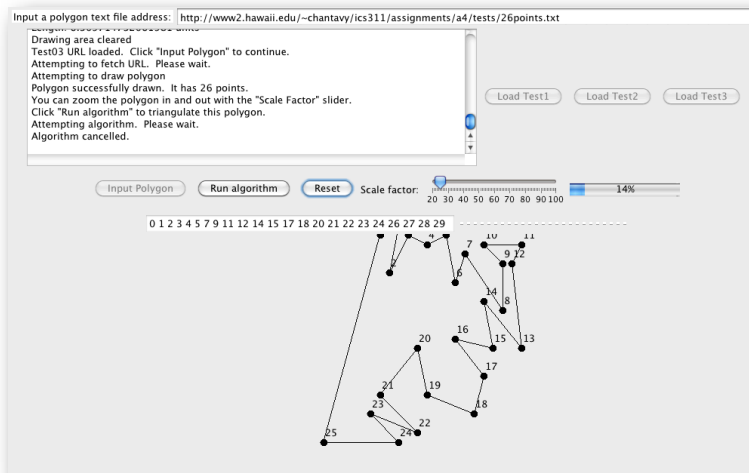 Input a polygon text file address: http://www2.hawaii.edu/~chantavy/ics311/assignments/a4/tests/26points.txt
Drawing area cleared
Test03 URL loaded. Click "Input Polygon" to continue.
Attempting to fetch URL. Please wait.
Attempting to draw polygon
Polygon successfully drawn. It has 26 points.
You can zoom the polygon in and out with the "Scale Factor" slider.
Click "Run algorithm" to triangulate this polygon.
Attempting algorithm. Please wait.
Algorithm cancelled.
Load Test1 Load Test2 Load Test3
Input Polygon Run algorithm Reset Scale factor: 14%
20 30 40 50 60 70 80 90 100
0 1 2 3 4 5 7 9 11 12 14 15 17 18 20 21 22 23 24 26 27 28 29
4 10 11
7 9 12
2
6
14 8
16 15 13
20
17
21 19
23 18
22
25 24